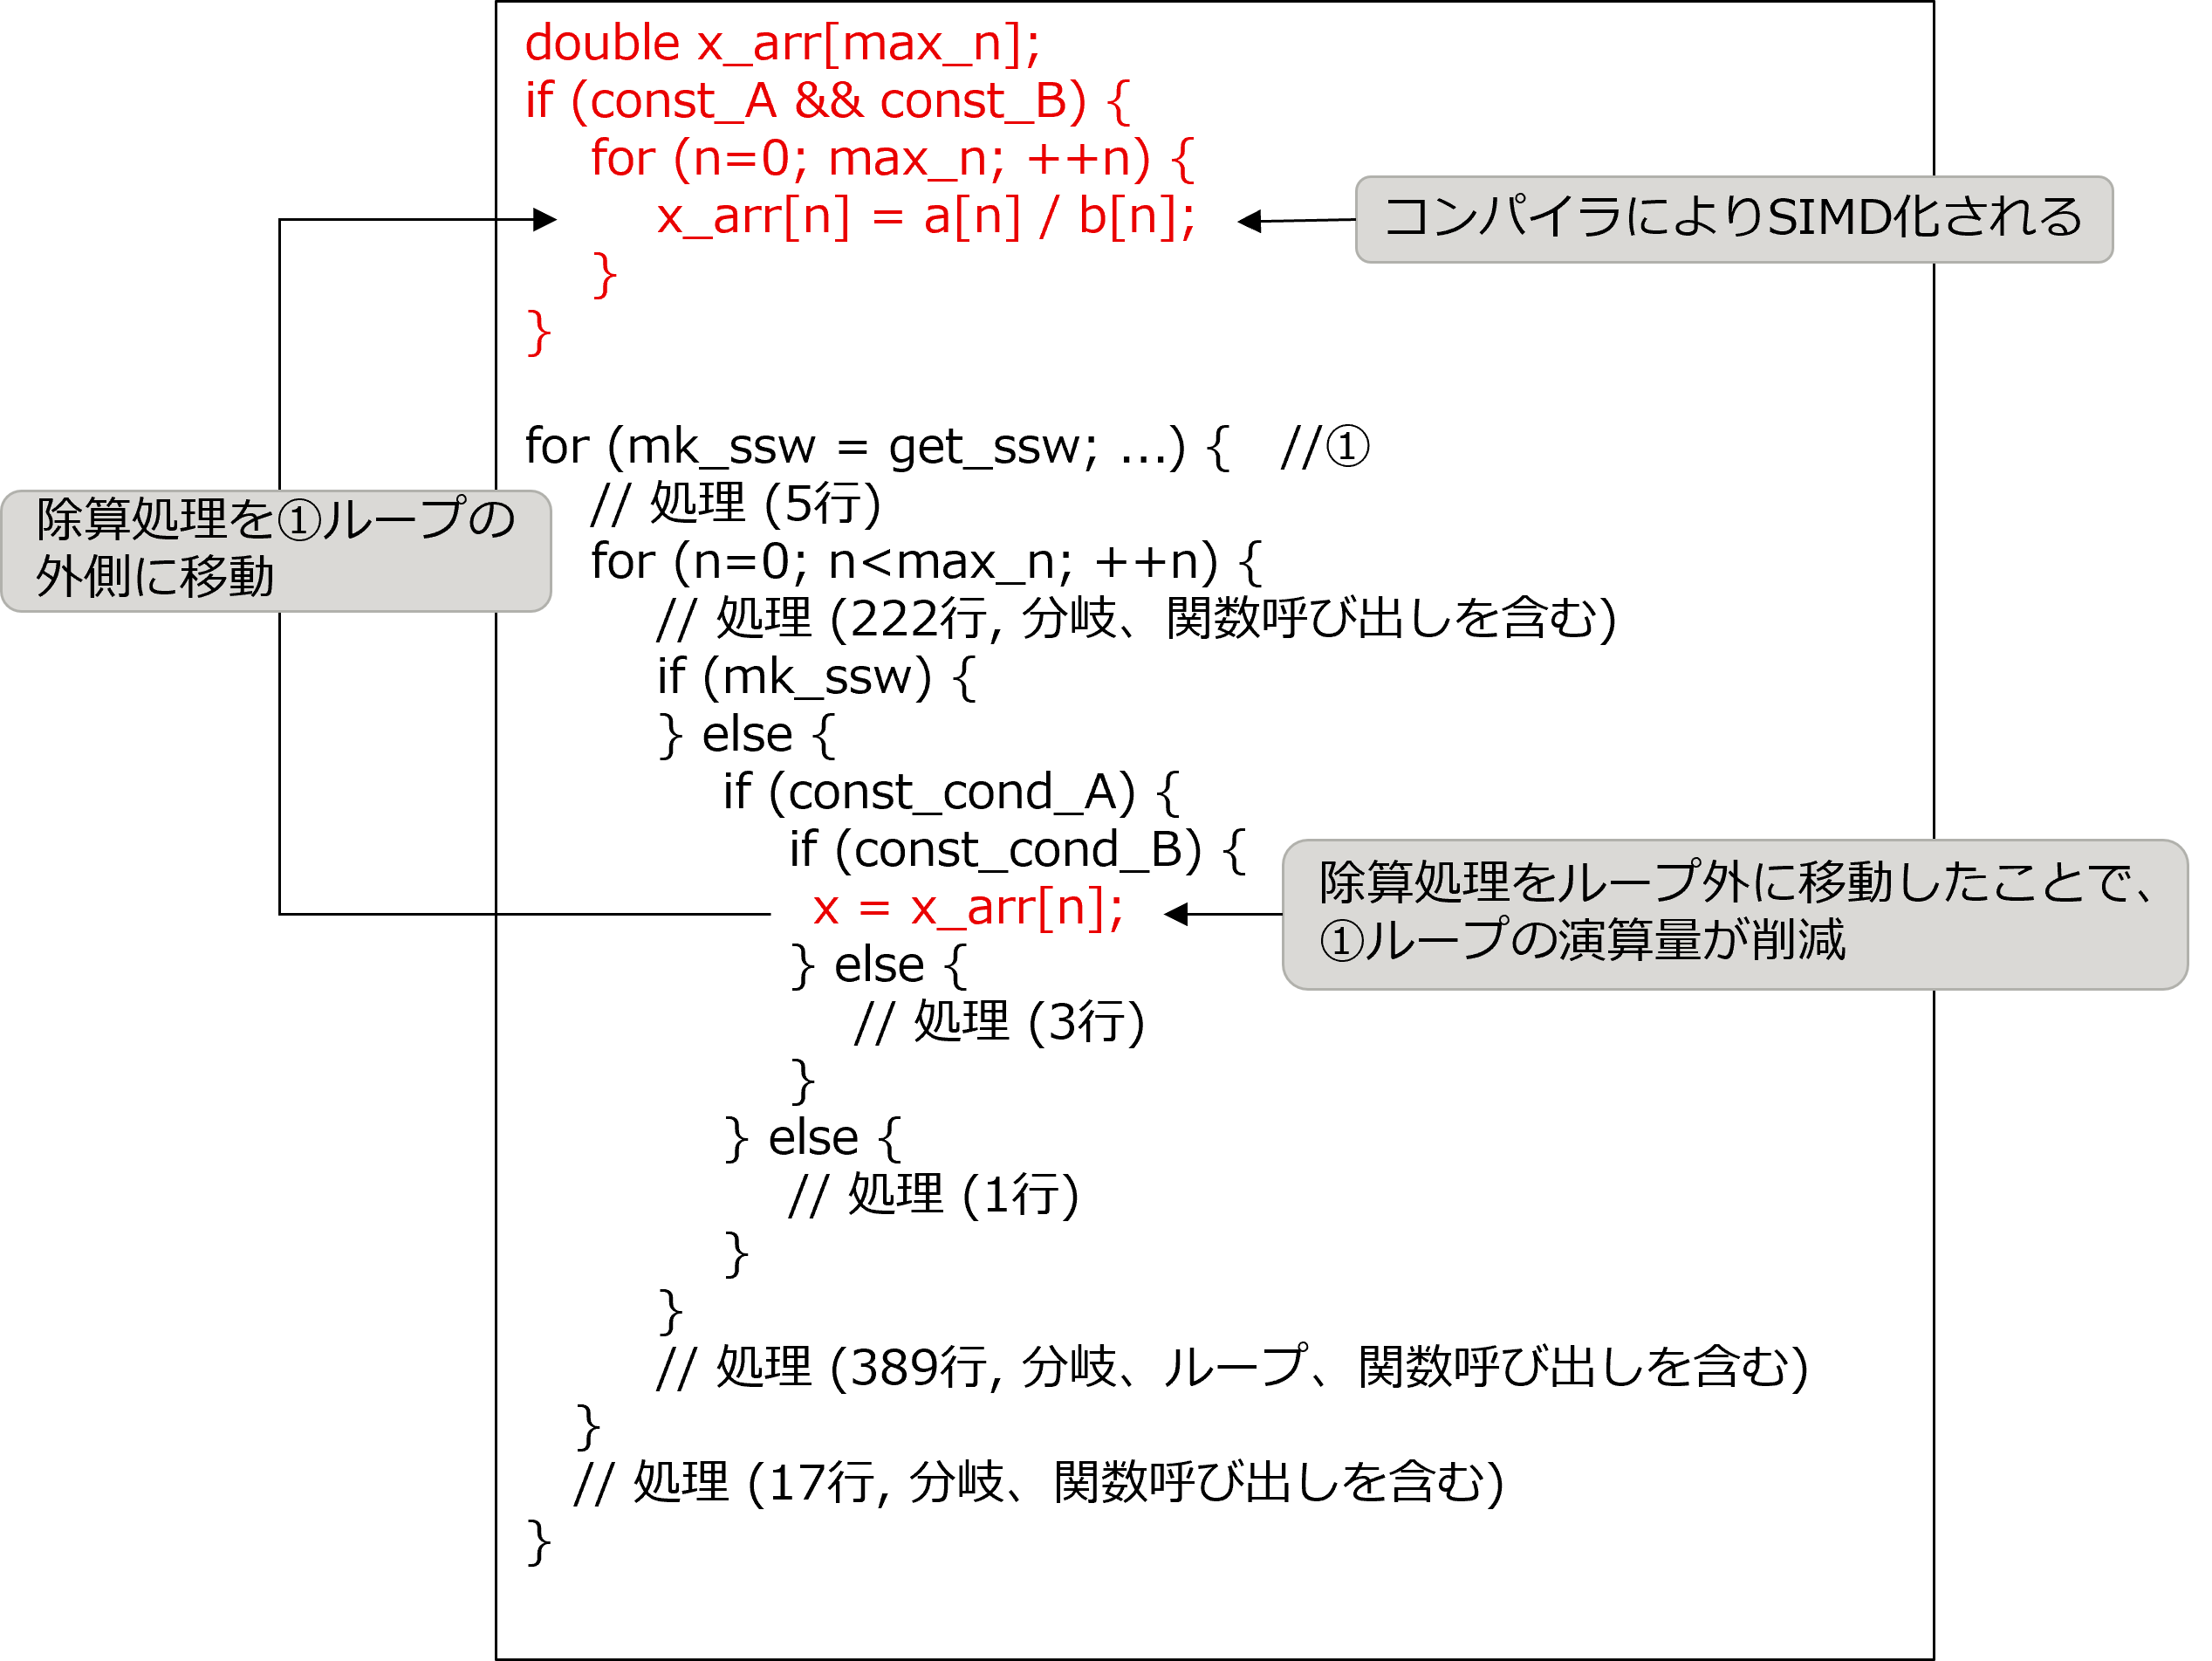 double x_arr[max_n];
if (const_A && const_B) {
for (n=0; max_n; ++n) {
x_arr[n] = a[n] / b[n];
コンパイラによりSIMD化される
}
}
for (mk_ssw = get_ssw; ...) { //①
// 処理 (5行)
除算処理を①ループの
外側に移動
for (n=0; n<max_n; ++n) {
// 処理 (222行, 分岐、関数呼び出しを含む)
if (mk_ssw) {
} else {
if (const_cond_A) {
if (const_cond_B) {
x = x_arr[n];
除算処理をループ外に移動したことで、
①ループの演算量が削減
} else {
// 処理 (3行)
}
} else {
// 処理 (1行)
}
}
// 処理 (389行, 分岐、ループ、関数呼び出しを含む)
}
// 処理 (17行, 分岐、関数呼び出しを含む)
}